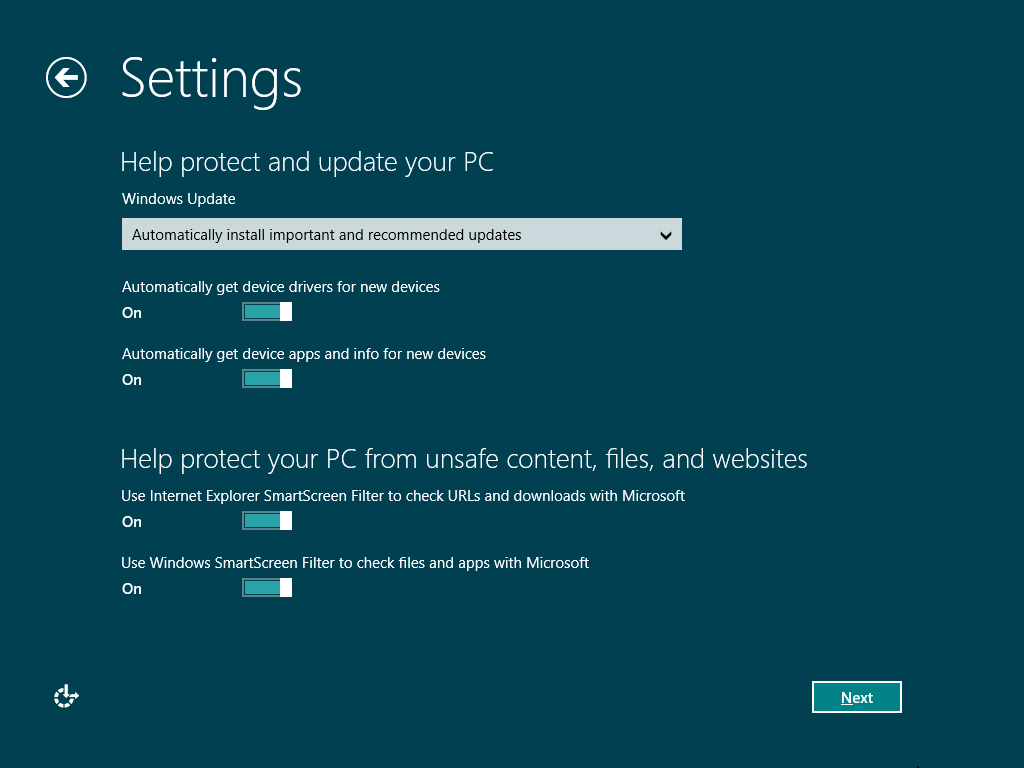 Settings
Help protect and update your PC
Windows Update
Automatically install important and recommended updates
Automatically get device drivers for new devices
On
Automatically get device apps and info for new devices
On
Help protect your PC from unsafe content, files, and websites
Use Internet Explorer SmartScreen Filter to check URLs and downloads with Microsoft
On
Use Windows SmartScreen Filter to check files and apps with Microsoft
On
Next